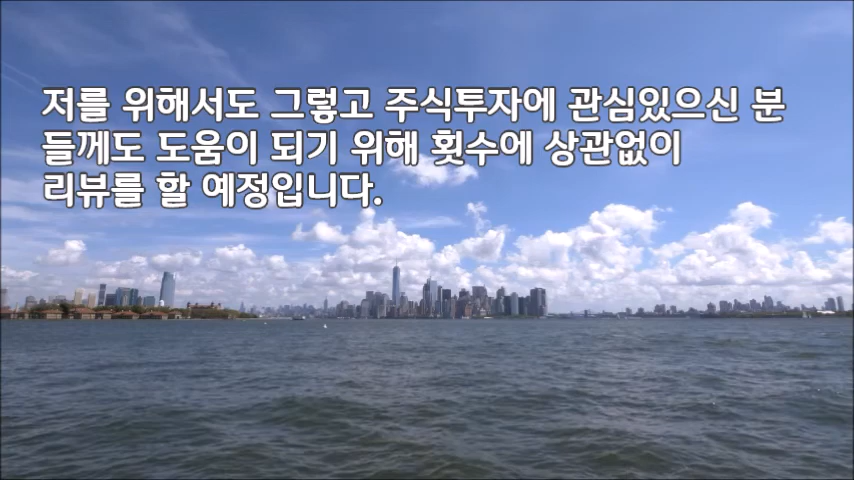 저를 위해서도 그렇고 주식투자에 관심있으신 분
들께도 도움이 되기 위해 횟수에 상관없이
리뷰를 할 예정입니다.